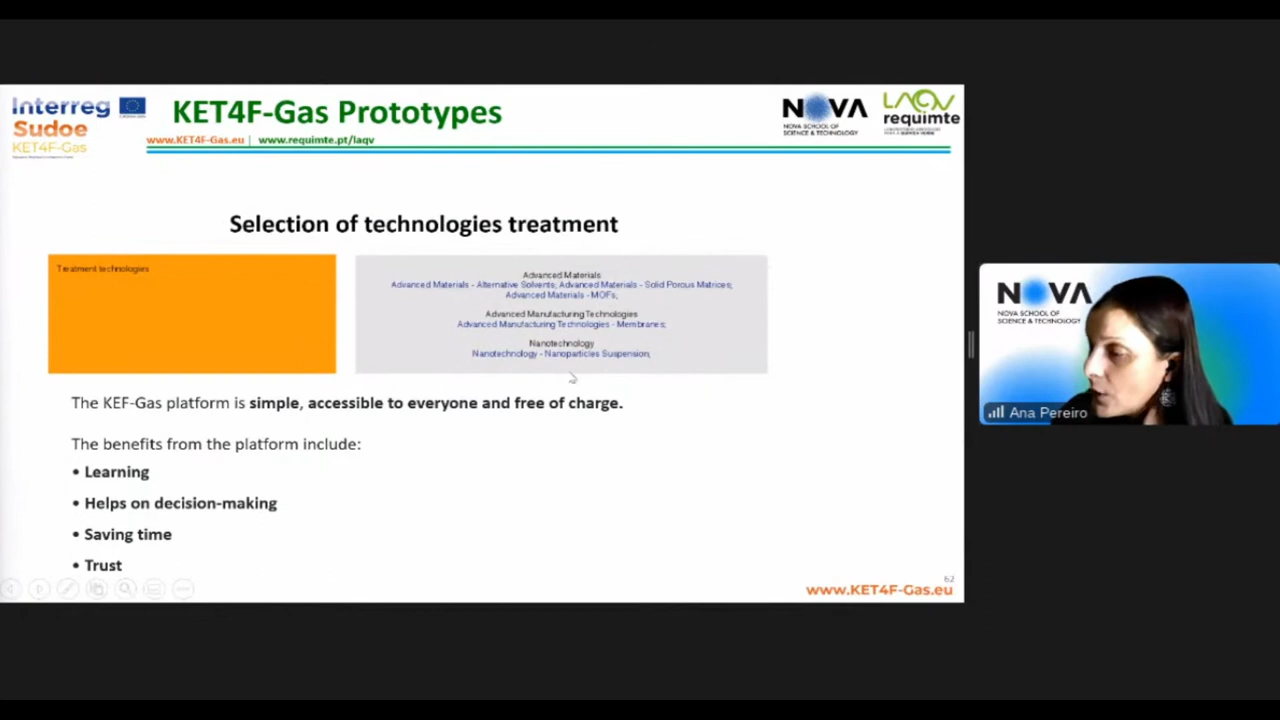 Interreg
Sudoe
KET4F-Gas
KET4F-Gas Prototypes
www.KET4F-Gas.eu | www.requimte.pt/laqv
NOVA
NOVA SCHOOL OF
SCIENCE & TECHNOLOGY
LAQV
requimte
Selection of technologies treatment
Treatment technologies
Advanced Materials
Advanced Materials - Alternative Solvents; Advanced Materials - Solid Porous Matrices;
Advanced Materials - MOFs;
Advanced Manufacturing Technologies
Advanced Manufacturing Technologies - Membranes;
Nanotechnology
Nanotechnology - Nanoparticles Suspension;
The KEF-Gas platform is simple, accessible to everyone and free of charge.
The benefits from the platform include:
• Learning
• Helps on decision-making
• Saving time
• Trust
62
www.KET4F-Gas.eu
NOVA
NOVA SCHOOL OF
SCIENCE & TECHNOLOGY
Ana Pereiro